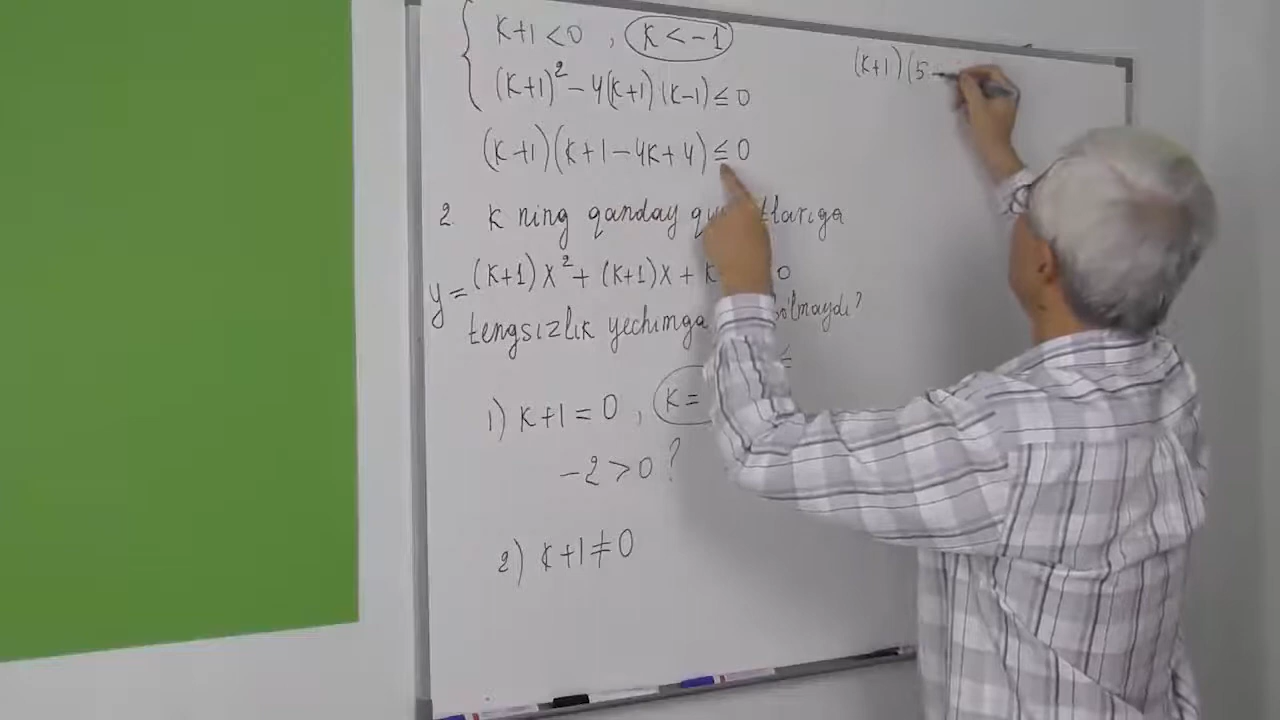 k+1<0 , k<-1
(k+1)² - 4(k+1)(k-1) ≤ 0
(k+1)(k+1-4k+4) ≤ 0
2. k ning qanday
y = (k+1)x² + (k+1)x + k 0
tengsizlik yechimga
≤
1) k+1=0 , k=
-2>0 ?
2) k+1≠0
(k+1)(5-